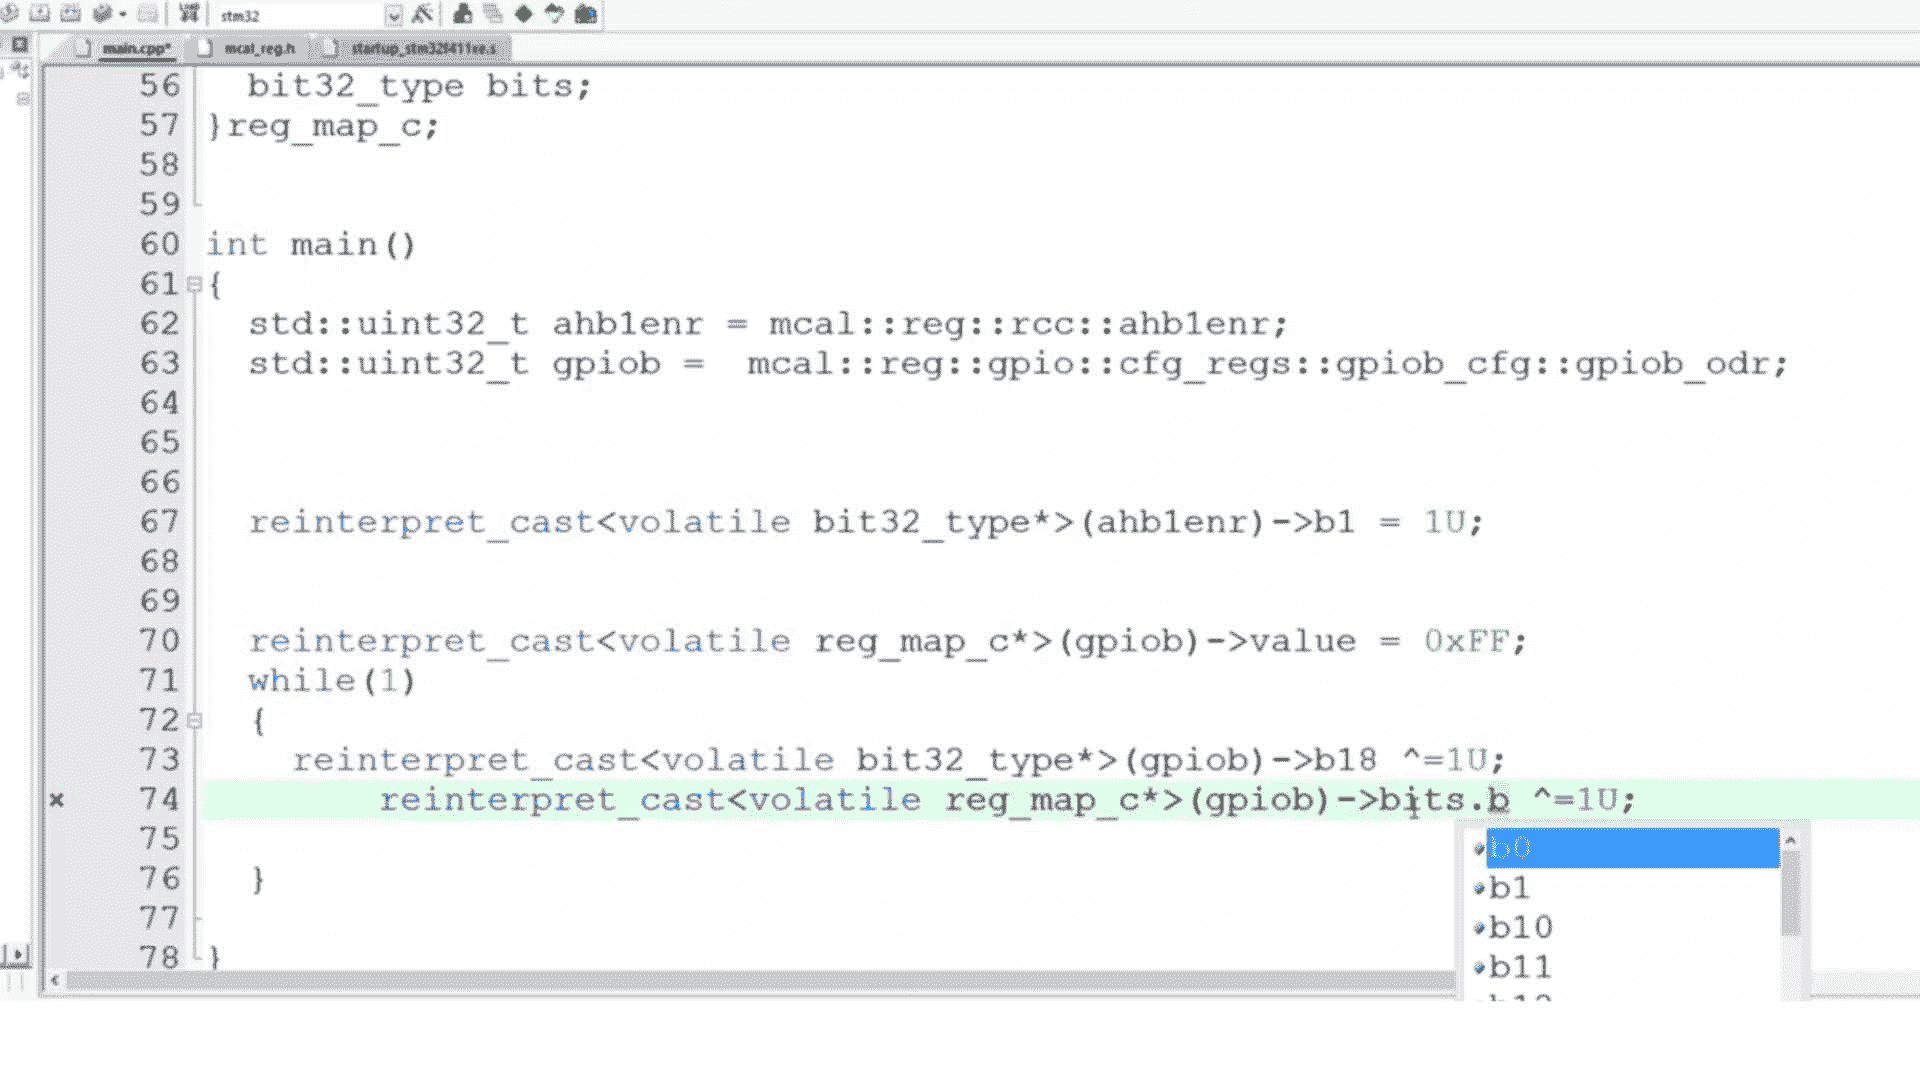 stm32
main.cpp* mcal_reg.h startup_stm32f411re.s
56 bit32_type bits;
57 }reg_map_c;
58
59
60 int main()
61 {
62 std::uint32_t ahb1enr = mcal::reg::rcc::ahb1enr;
63 std::uint32_t gpiob =  mcal::reg::gpio::cfg_regs::gpiob_cfg::gpiob_odr;
64
65
66
67 reinterpret_cast<volatile bit32_type*>(ahb1enr)->b1 = 1U;
68
69
70 reinterpret_cast<volatile reg_map_c*>(gpiob)->value = 0xFF;
71 while(1)
72 {
73 reinterpret_cast<volatile bit32_type*>(gpiob)->b18 ^=1U;
74 reinterpret_cast<volatile reg_map_c*>(gpiob)->bits.b ^=1U;
75
76 }
77
78 }
b0
b1
b10
b11